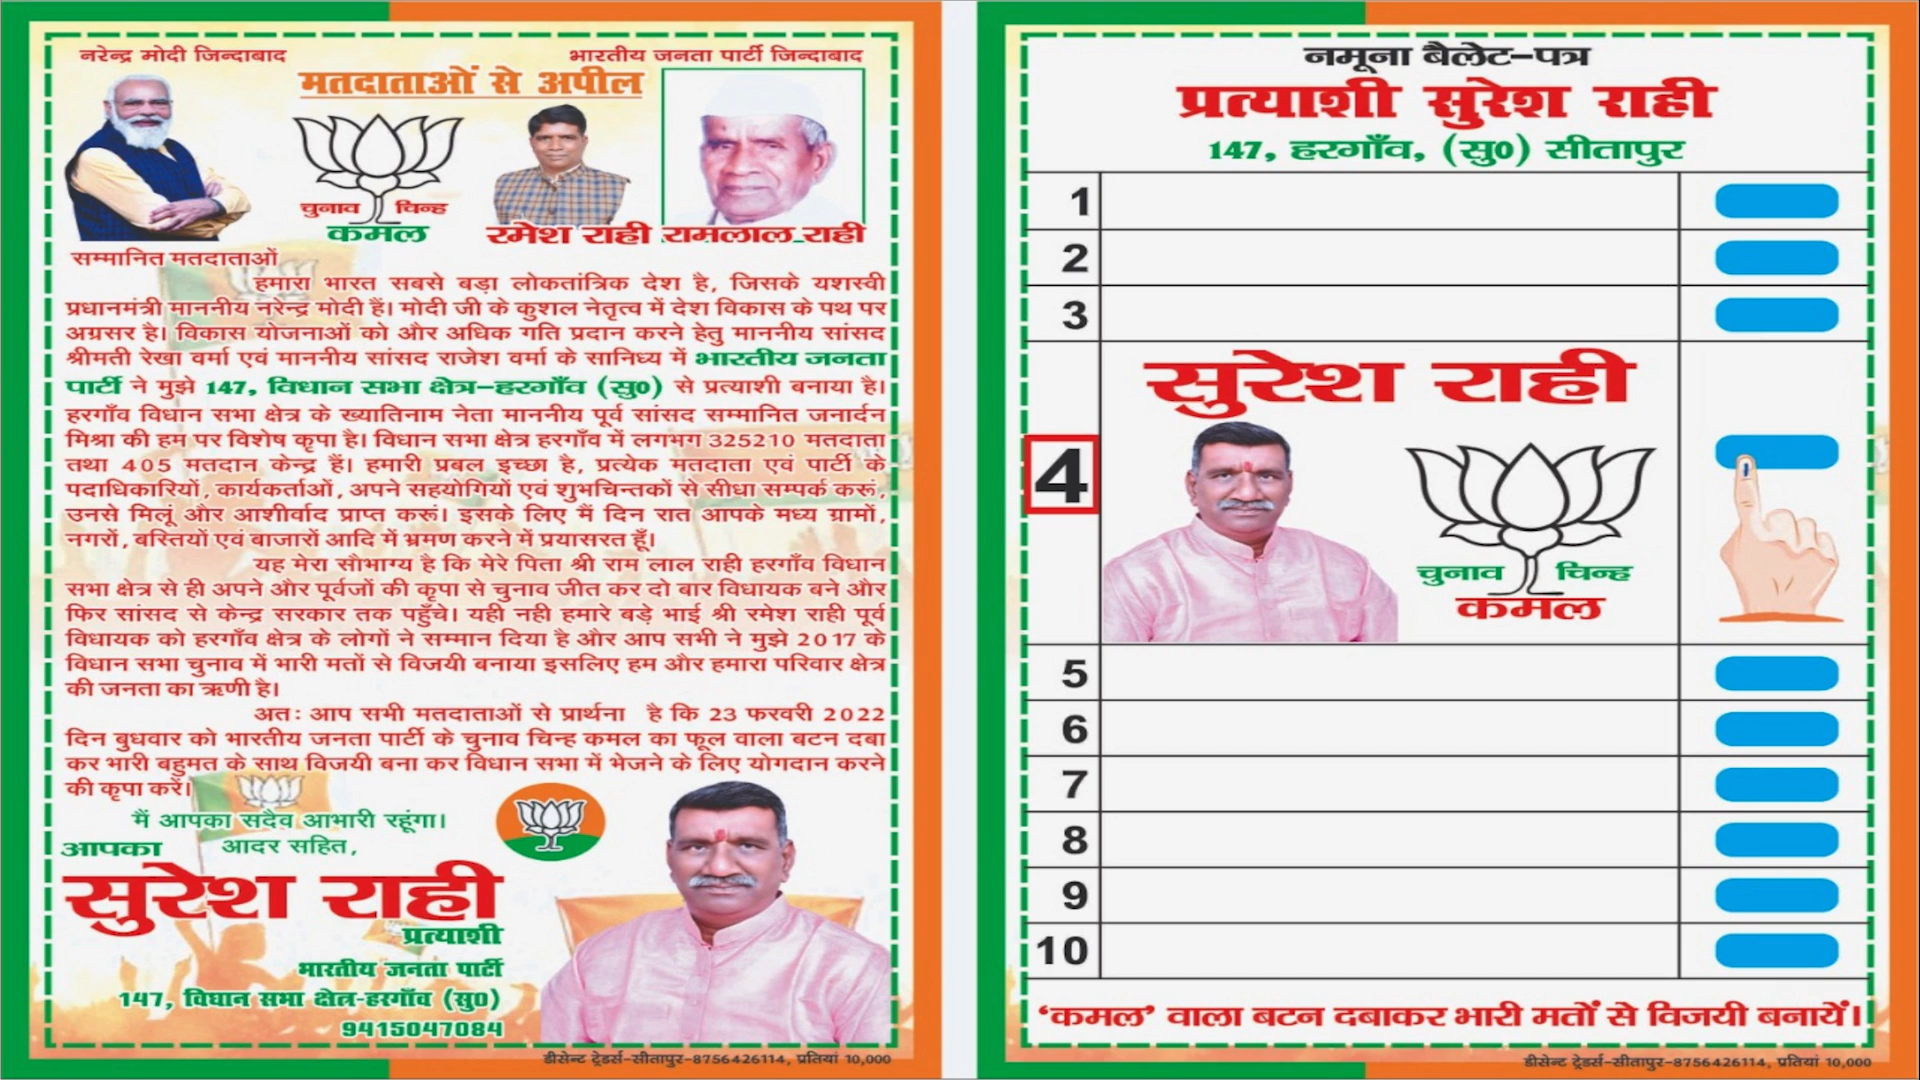 नरेन्द्र मोदी जिन्दाबाद
भारतीय जनता पार्टी जिन्दाबाद
मतदाताओं से अपील
चुनाव चिन्ह
कमल
रमेश राही
रामलाल राही
सम्मानित मतदाताओं
हमारा भारत सबसे बड़ा लोकतांत्रिक देश है, जिसके यशस्वी
प्रधानमंत्री माननीय नरेन्द्र मोदी हैं। मोदी जी के कुशल नेतृत्व में देश विकास के पथ पर
अग्रसर है। विकास योजनाओं को और अधिक गति प्रदान करने हेतु माननीय सांसद
श्रीमती रेखा वर्मा एवं माननीय सांसद राजेश वर्मा के सानिध्य में भारतीय जनता
पार्टी ने मुझे 147, विधान सभा क्षेत्र-हरगाँव (सु0) से प्रत्याशी बनाया है।
हरगाँव विधान सभा क्षेत्र के ख्यातिनाम नेता माननीय पूर्व सांसद सम्मानित जनार्दन
मिश्रा की हम पर विशेष कृपा है। विधान सभा क्षेत्र हरगाँव में लगभग 325210 मतदाता
तथा 405 मतदान केन्द्र हैं। हमारी प्रबल इच्छा है, प्रत्येक मतदाता एवं पार्टी के
पदाधिकारियों, कार्यकर्ताओं, अपने सहयोगियों एवं शुभचिन्तकों से सीधा सम्पर्क करूं,
उनसे मिलूं और आशीर्वाद प्राप्त करूं। इसके लिए मैं दिन रात आपके मध्य ग्रामों,
नगरों, बस्तियों एवं बाजारों आदि में भ्रमण करने में प्रयासरत हूँ।
यह मेरा सौभाग्य है कि मेरे पिता श्री राम लाल राही हरगाँव विधान
सभा क्षेत्र से ही अपने और पूर्वजों की कृपा से चुनाव जीत कर दो बार विधायक बने और
फिर सांसद से केन्द्र सरकार तक पहुँचे। यही नही हमारे बड़े भाई श्री रमेश राही पूर्व
विधायक को हरगाँव क्षेत्र के लोगों ने सम्मान दिया है और आप सभी ने मुझे 2017 के
विधान सभा चुनाव में भारी मतों से विजयी बनाया इसलिए हम और हमारा परिवार क्षेत्र
की जनता का ऋणी है।
अतः आप सभी मतदाताओं से प्रार्थना है कि 23 फरवरी 2022
दिन बुधवार को भारतीय जनता पार्टी के चुनाव चिन्ह कमल का फूल वाला बटन दबा
कर भारी बहुमत के साथ विजयी बना कर विधान सभा में भेजने के लिए योगदान करने
की कृपा करें।
मैं आपका सदैव आभारी रहूंगा।
आदर सहित,
आपका
सुरेश राही
प्रत्याशी
भारतीय जनता पार्टी
147, विधान सभा क्षेत्र-हरगाँव (सु0)
9415047084
डीसेन्ट ट्रेडर्स-सीतापुर-8756426114, प्रतियां 10,000
नमूना बैलेट-पत्र
प्रत्याशी सुरेश राही
147, हरगाँव, (सु0) सीतापुर
1
2
3
सुरेश राही
4
चुनाव चिन्ह
कमल
5
6
7
8
9
10
‘कमल’ वाला बटन दबाकर भारी मतों से विजयी बनायें।
डीसेन्ट ट्रेडर्स-सीतापुर-8756426114, प्रतियां 10,000